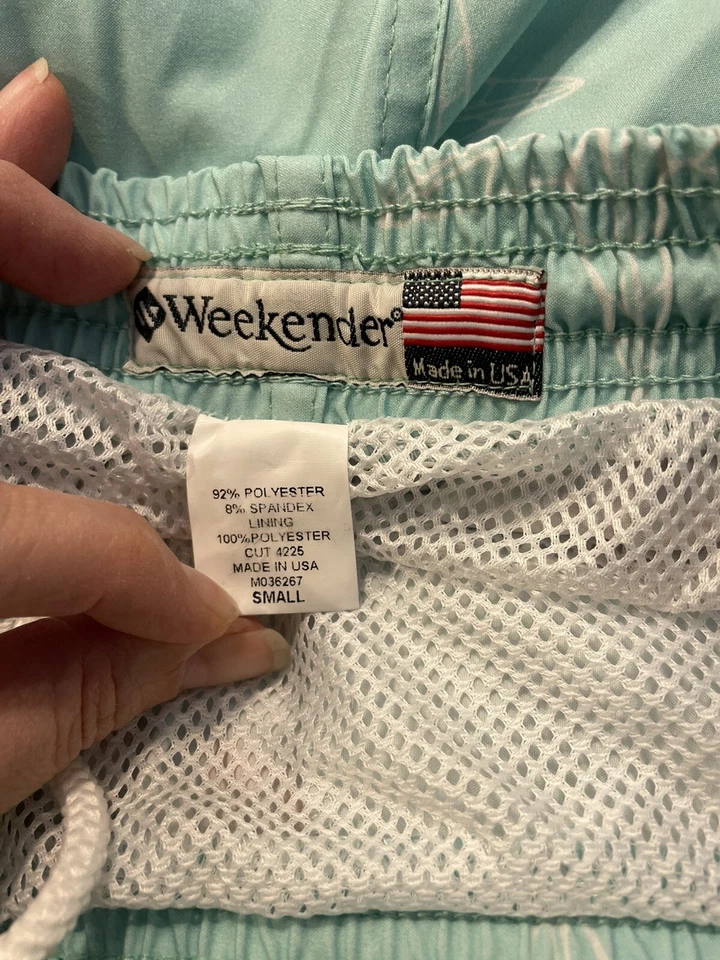 Weekender®
Made in USA
92% POLYESTER
8% SPANDEX
LINING
100%POLYESTER
CUT 4225
MADE IN USA
M036267
SMALL